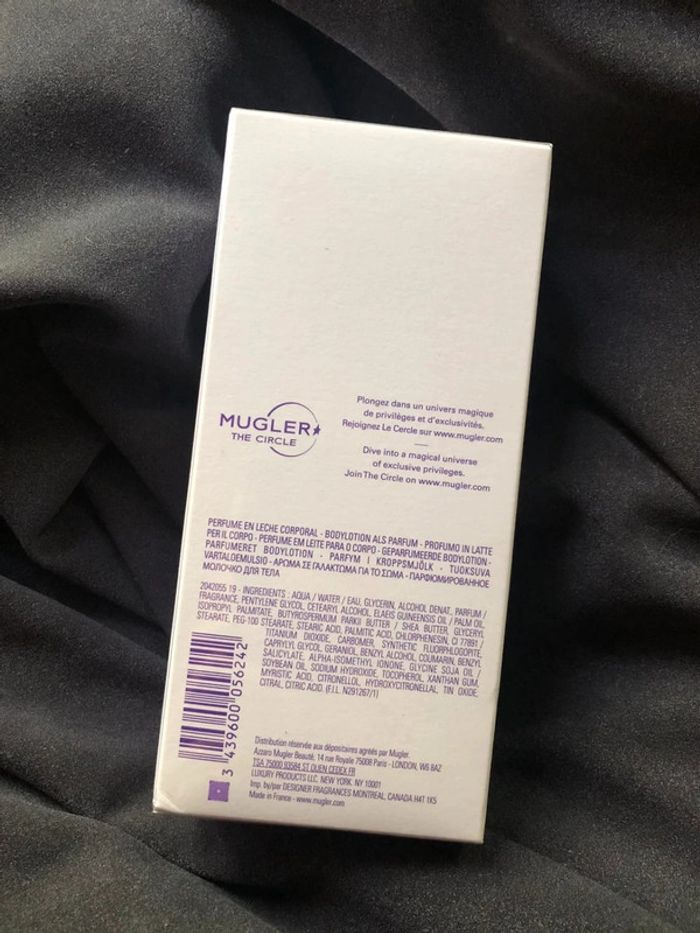 MUGLER
THE CIRCLE
Plongez dans un univers magique
de privilèges et d'exclusivités.
Rejoignez Le Cercle sur www.mugler.com
Dive into a magical universe
of exclusive privileges.
Join The Circle on www.mugler.com
PERFUME EN LECHE CORPORAL - BODYLOTION ALS PARFUM - PROFUMO IN LATTE
PER IL CORPO - PERFUME EM LEITE PARA O CORPO - GEPARFUMEERDE BODYLOTION -
PARFUMERET BODYLOTION - PARFYM I KROPPSMJÖLK - TUOKSUVA
VARTALOEMULSIO - ΑΡΩΜΑ ΣΕ ΓΑΛΑΚΤΩΜΑ ΓΙΑ ΤΟ ΣΩΜΑ - ПАРФЮМИРОВАННОЕ
МОЛОЧКО ДЛЯ ТЕЛА
2042055 19 - INGREDIENTS : AQUA / WATER / EAU, GLYCERIN, ALCOHOL DENAT., PARFUM /
FRAGRANCE, PENTYLENE GLYCOL, CETEARYL ALCOHOL, ELAEIS GUINEENSIS OIL / PALM OIL,
ISOPROPYL PALMITATE, BUTYROSPERMUM PARKII BUTTER / SHEA BUTTER, GLYCERYL
STEARATE, PEG-100 STEARATE, STEARIC ACID, PALMITIC ACID, CHLORPHENESIN, CI 77891 /
TITANIUM DIOXIDE, CARBOMER, SYNTHETIC FLUORPHLOGOPITE,
CAPRYLYL GLYCOL, GERANIOL, BENZYL ALCOHOL, COUMARIN, BENZYL
SALICYLATE, ALPHA-ISOMETHYL IONONE, GLYCINE SOJA OIL /
SOYBEAN OIL, SODIUM HYDROXIDE, TOCOPHEROL, XANTHAN GUM,
MYRISTIC ACID, CITRONELLOL, HYDROXYCITRONELLAL, TIN OXIDE,
CITRAL, CITRIC ACID. (F.I.L. N291267/1)
3 439600 056242
Distribution réservée aux dépositaires agréés par Mugler.
Azzaro Mugler Beauté, 14 rue Royale 75008 Paris - LONDON, W6 8AZ
TSA 75000 93584 ST OUEN CEDEX FR
LUXURY PRODUCTS LLC. NEW YORK, NY 10001
Imp. by/par DESIGNER FRAGRANCES MONTREAL, CANADA H4T 1X5
Made in France - www.mugler.com